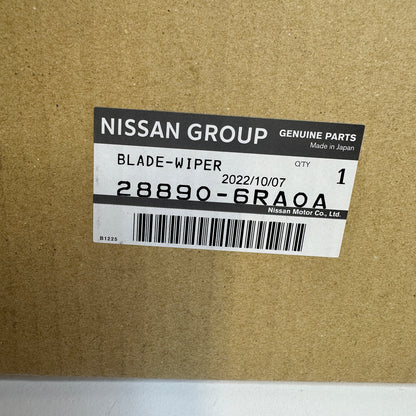 NISSAN GROUP GENUINE PARTS
Made in Japan
BLADE-WIPER Q'TY 1
2022/10/07
28890-6RA0A
Nissan Motor Co., Ltd.
B1225